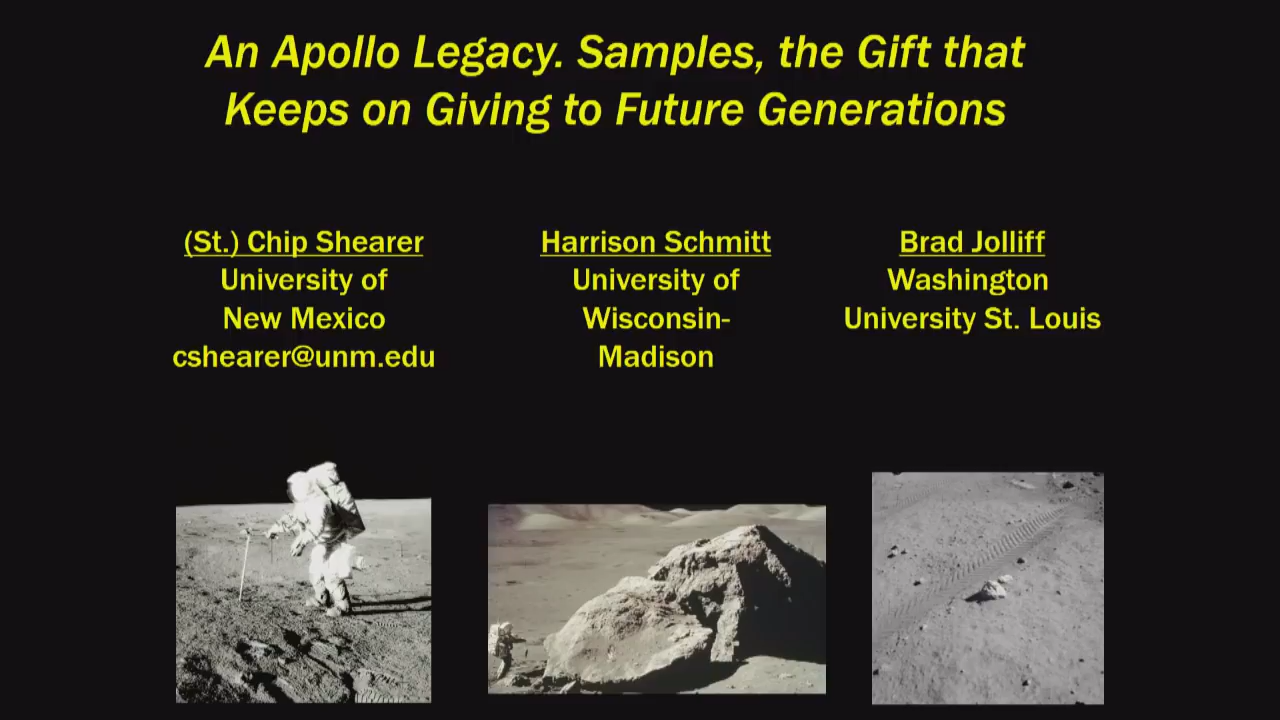 An Apollo Legacy. Samples, the Gift that
Keeps on Giving to Future Generations
(St.) Chip Shearer
University of
New Mexico
cshearer@unm.edu
Harrison Schmitt
University of
Wisconsin-
Madison
Brad Jolliff
Washington
University St. Louis